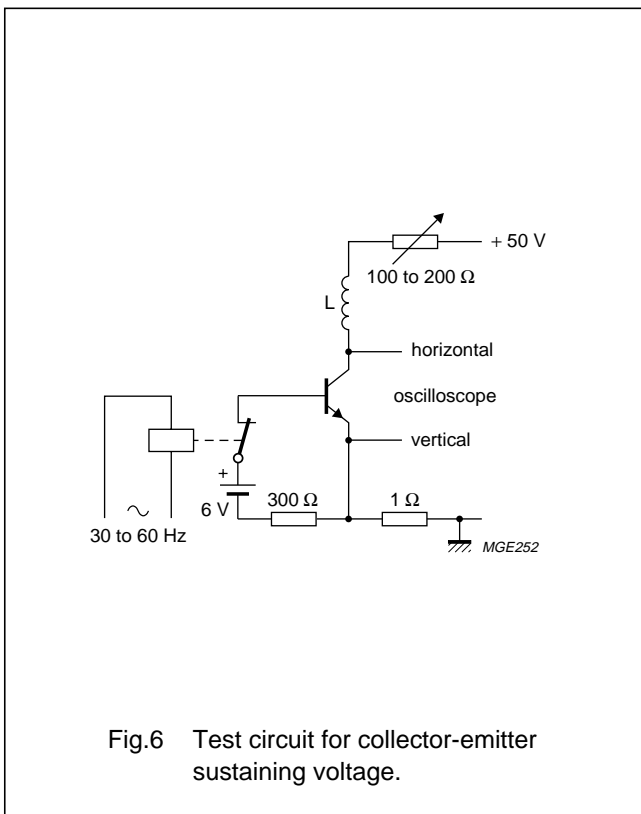 + 50 V
100 to 200 Ω
L
horizontal
oscilloscope
vertical
+
6 V
300 Ω
1 Ω
30 to 60 Hz
MGE252
Fig.6 Test circuit for collector-emitter
sustaining voltage.